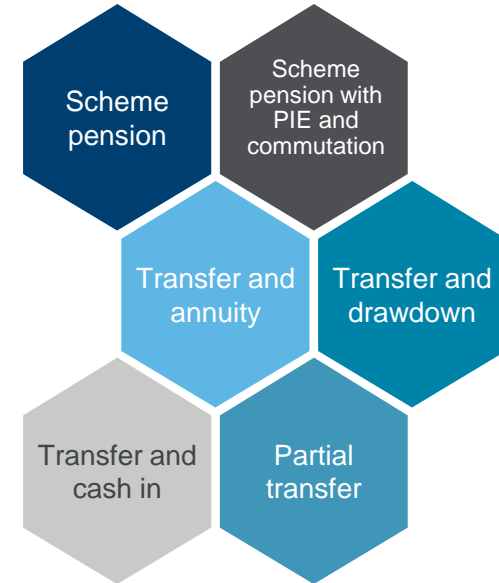 Scheme
pension
Scheme
pension with
PIE and
commutation
Transfer and
annuity
Transfer and
drawdown
Transfer and
cash in
Partial
transfer